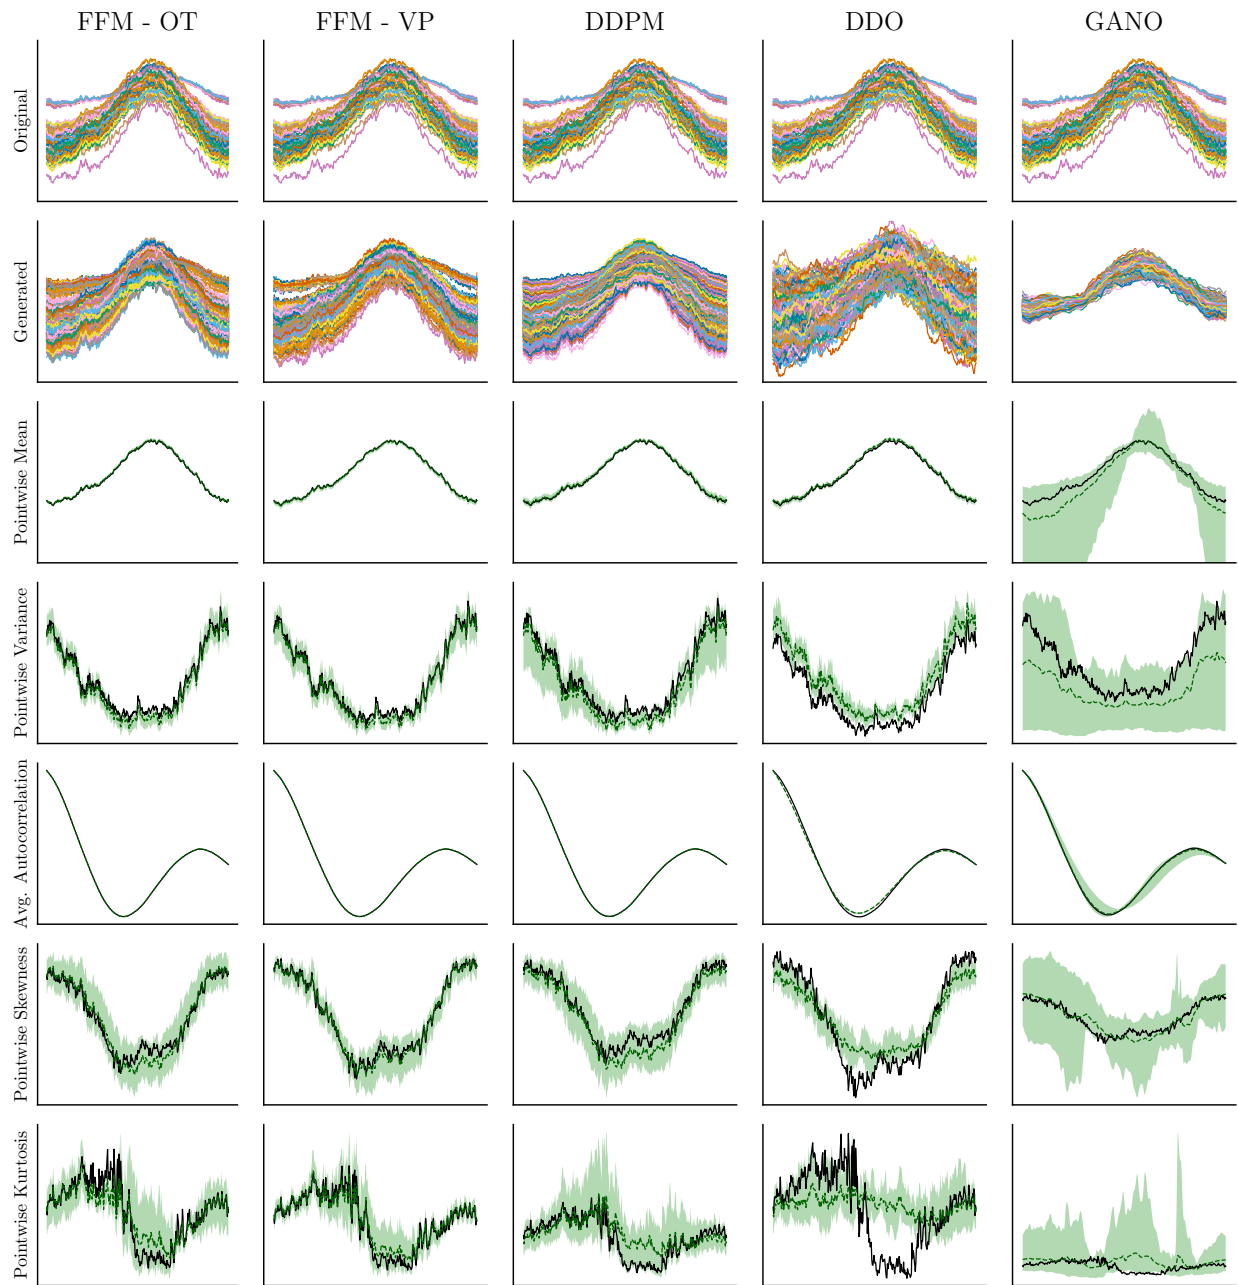 FFM - OT
FFM - VP
DDPM
DDO
GANO
Original
Generated
Pointwise Mean
Pointwise Variance
Avg. Autocorrelation
Pointwise Skewness
Pointwise Kurtosis